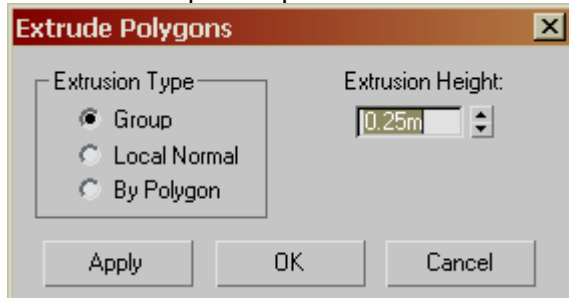 Extrude Polygons
Extrusion Type
Extrusion Height:
Group
0.25m
Local Normal
By Polygon
Apply
OK
Cancel